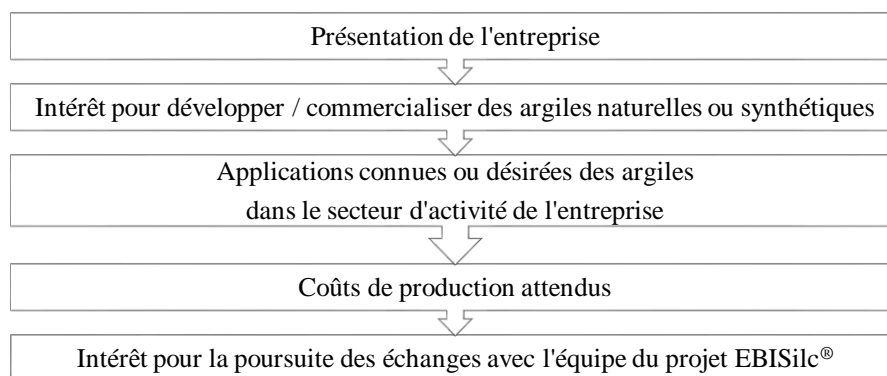 Présentation de l'entreprise
Intérêt pour développer / commercialiser des argiles naturelles ou synthétiques
Applications connues ou désirées des argiles
dans le secteur d'activité de l'entreprise
Coûts de production attendus
Intérêt pour la poursuite des échanges avec l'équipe du projet EBISilc®